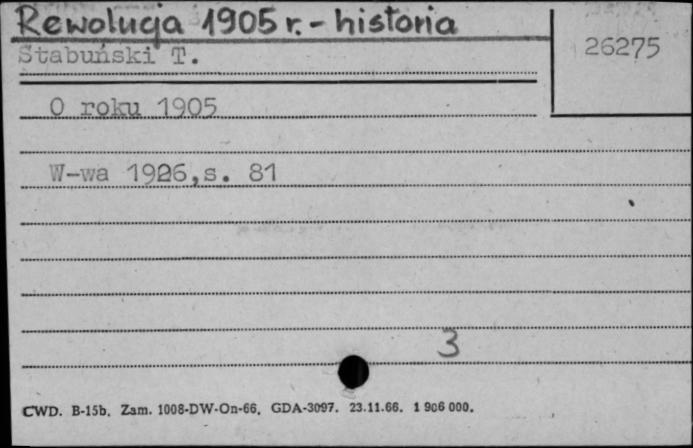 Rewolucja 1905 r. - historia
26275
Stabuński T.
O roku 1905
W-wa 1926,s. 81
3
CWD. B-15b. Zam. 1008-DW-On-66. GDA-3097. 23.11.66. 1 906 000.